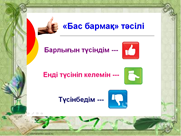 «Бас бармақ» тәсілі
Барлығын түсіндім ---
Енді түсініп келемін ---
Түсінбедім ---